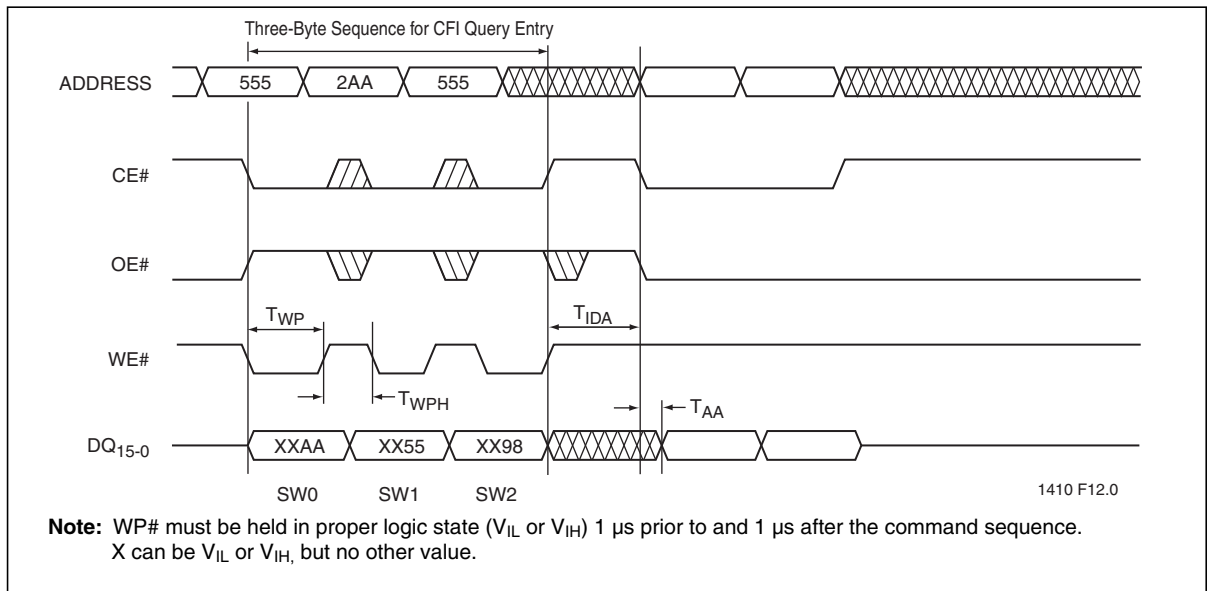 Three-Byte Sequence for CFI Query Entry
ADDRESS 555 2AA 555
CE#
OE#
TWP TIDA
WE#
TWPH TAA
DQ15-0 XXAA XX55 XX98
SW0 SW1 SW2
1410 F12.0
Note: WP# must be held in proper logic state (VIL or VIH) 1 µs prior to and 1 µs after the command sequence.
X can be VIL or VIH, but no other value.